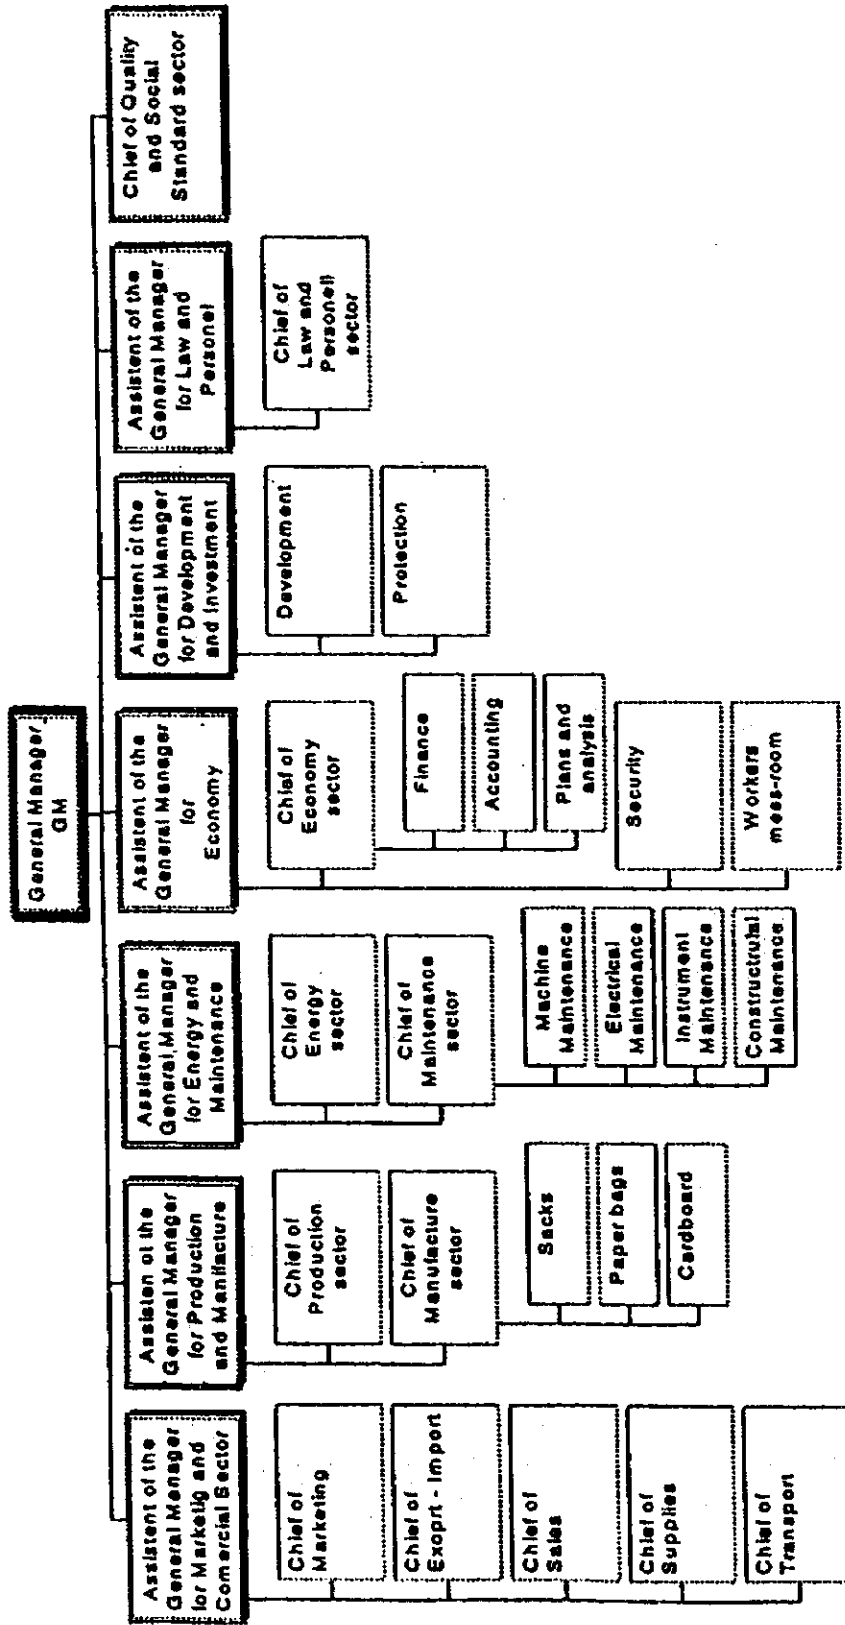 General Manager
GM
Assistent of the
General Manager
for Marketig and
Comercial Sector
Chief of
Marketing
Chief of
Exoprt - Import
Chief of
Sales
Chief of
Supplies
Chief of
Transport
Assisten of the
General Manager
for Production
and Manifacture
Chief of
Production
sector
Chief of
Manufacture
sector
Sacks
Paper bags
Cardboard
Assistent of the
General Manager
for Energy and
Maintenance
Chief of
Energy
sector
Chief of
Maintenance
sector
Machine
Maintenance
Electrical
Maintenance
Instrument
Maintenance
Constructrutal
Maintenance
Assistent of the
General Manager
for
Economy
Chief of
Economy
sector
Finance
Accounting
Plans and
analysis
Security
Workers
mess-room
Assistent of the
General Manager
for Development
and Investment
Development
Protection
Assistent of the
General Manager
for Law and
Personel
Chief of
Law and
Personell
sector
Chief of Quality
and Social
Standard sector